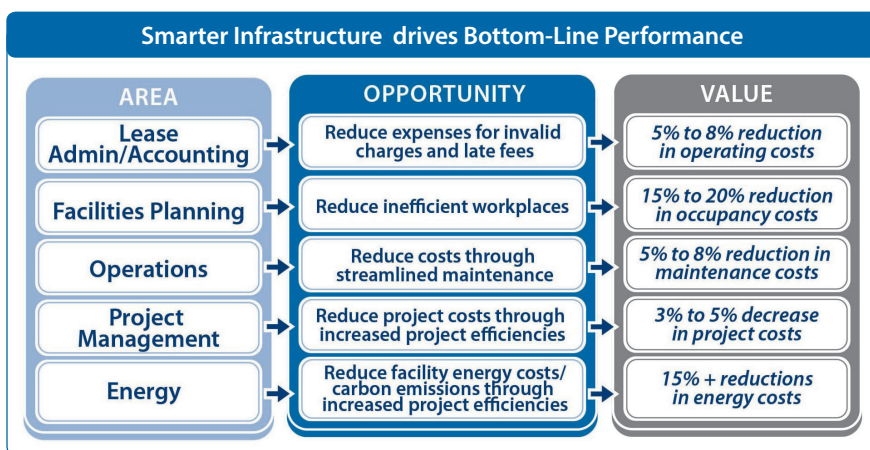 Smarter Infrastructure drives Bottom-Line Performance
AREA
OPPORTUNITY
VALUE
Lease
Admin/Accounting
Reduce expenses for invalid
charges and late fees
5% to 8% reduction
in operating costs
Facilities Planning
Reduce inefficient workplaces
15% to 20% reduction
in occupancy costs
Operations
Reduce costs through
streamlined maintenance
5% to 8% reduction in
maintenance costs
Project
Management
Reduce project costs through
increased project efficiencies
3% to 5% decrease
in project costs
Energy
Reduce facility energy costs/
carbon emissions through
increased project efficiencies
15% + reductions
in energy costs